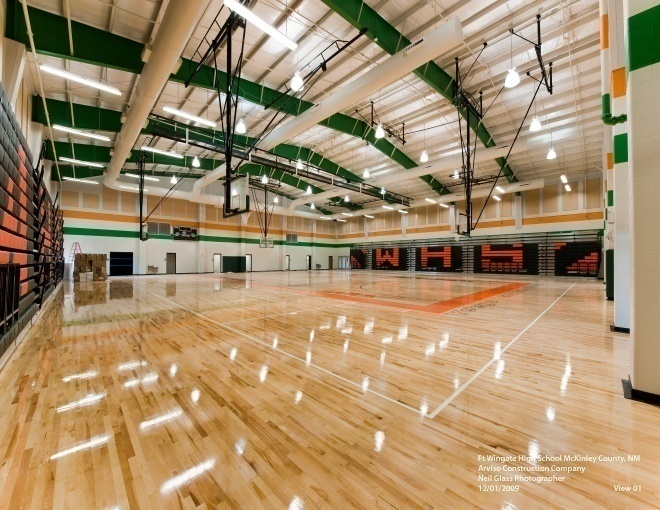 W H S
Ft Wingate High School McKinley County, NM
Arviso Construction Company
Neil Glass Photographer
12/01/2009 View 01